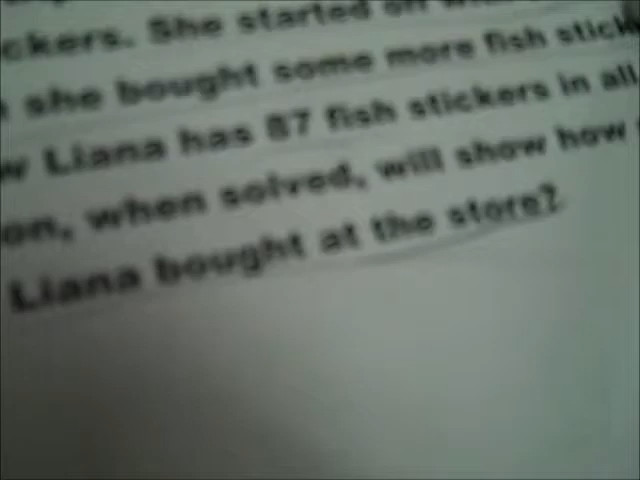 ckers. She started on
she bought some more fish stick
w Liana has 87 fish stickers in all
on, when solved, will show how
Liana bought at the store?